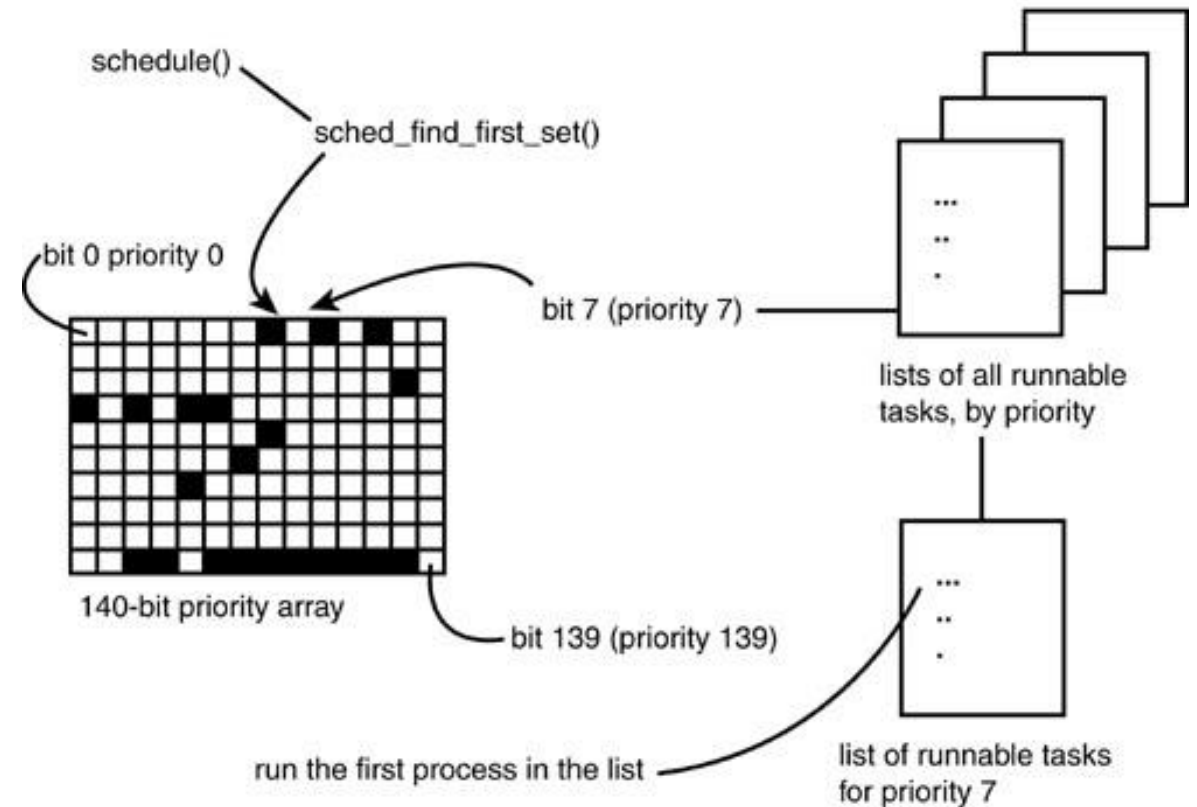 schedule()
sched_find_first_set()
bit 0 priority 0
bit 7 (priority 7)
lists of all runnable
tasks, by priority
140-bit priority array
bit 139 (priority 139)
run the first process in the list
list of runnable tasks
for priority 7